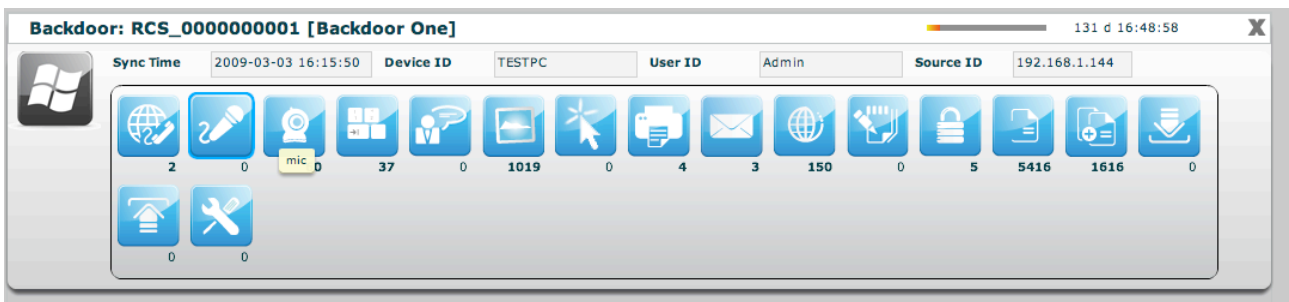 Backdoor: RCS_0000000001 [Backdoor One] 131 d 16:48:58 X
Sync Time 2009-03-03 16:15:50 Device ID TESTPC User ID Admin Source ID 192.168.1.144
mic
2 0 0 37 0 1019 0 4 3 150 0 5 5416 1616 0
0 0